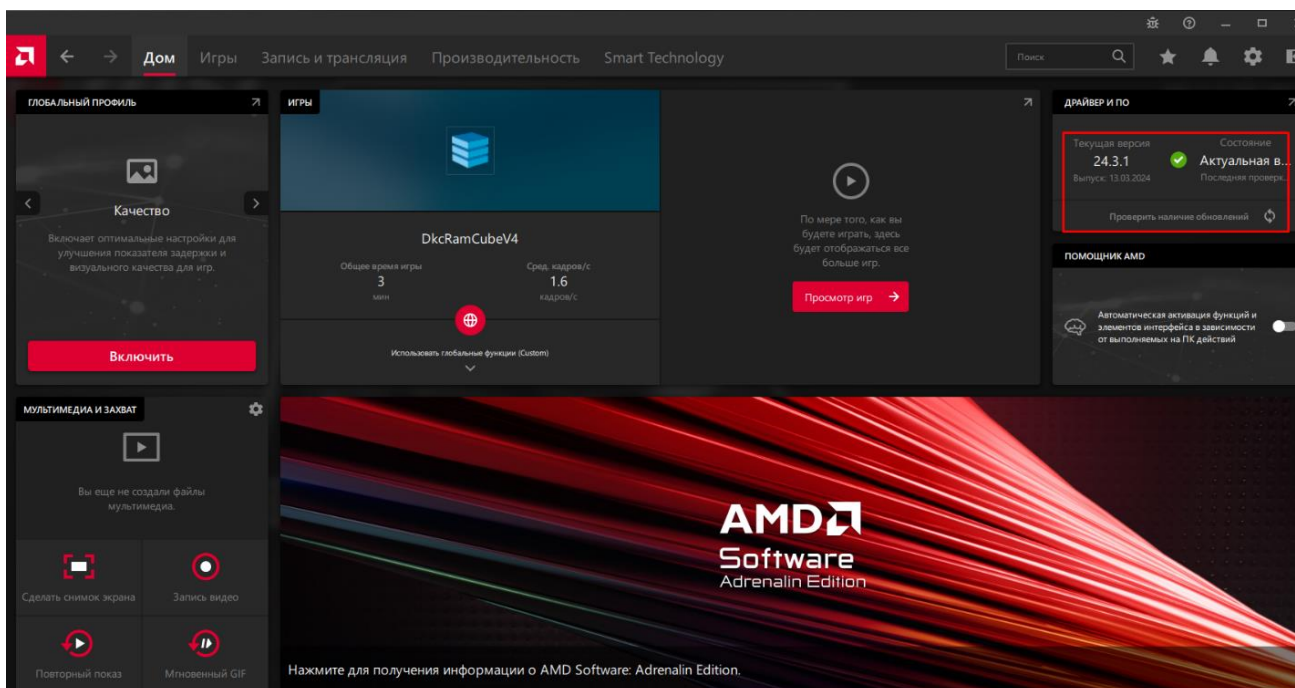 Дом
Игры
Запись и трансляция
Производительность
Smart Technology
Поиск
ГЛОБАЛЬНЫЙ ПРОФИЛЬ
Качество
Включает оптимальные настройки для
улучшения показателя задержки и
визуального качества для игр.
Включить
ИГРЫ
DkcRamCubeV4
Общее время игры
3
мин
Сред. кадров/с
1.6
кадров/с
Использовать глобальные функции (Custom)
По мере того, как вы
будете играть, здесь
будет отображаться все
больше игр.
Просмотр игр
ДРАЙВЕР И ПО
Текущая версия
24.3.1
Выпуск: 13.03.2024
Состояние
Актуальная в...
Последняя проверк...
Проверить наличие обновлений
ПОМОЩНИК AMD
Автоматическая активация функций и
элементов интерфейса в зависимости
от выполняемых на ПК действий
МУЛЬТИМЕДИА И ЗАХВАТ
Вы еще не создали файлы
мультимедиа.
Сделать снимок экрана
Запись видео
Повторный показ
Мгновенный GIF
AMD
Software
Adrenalin Edition
Нажмите для получения информации о AMD Software: Adrenalin Edition.